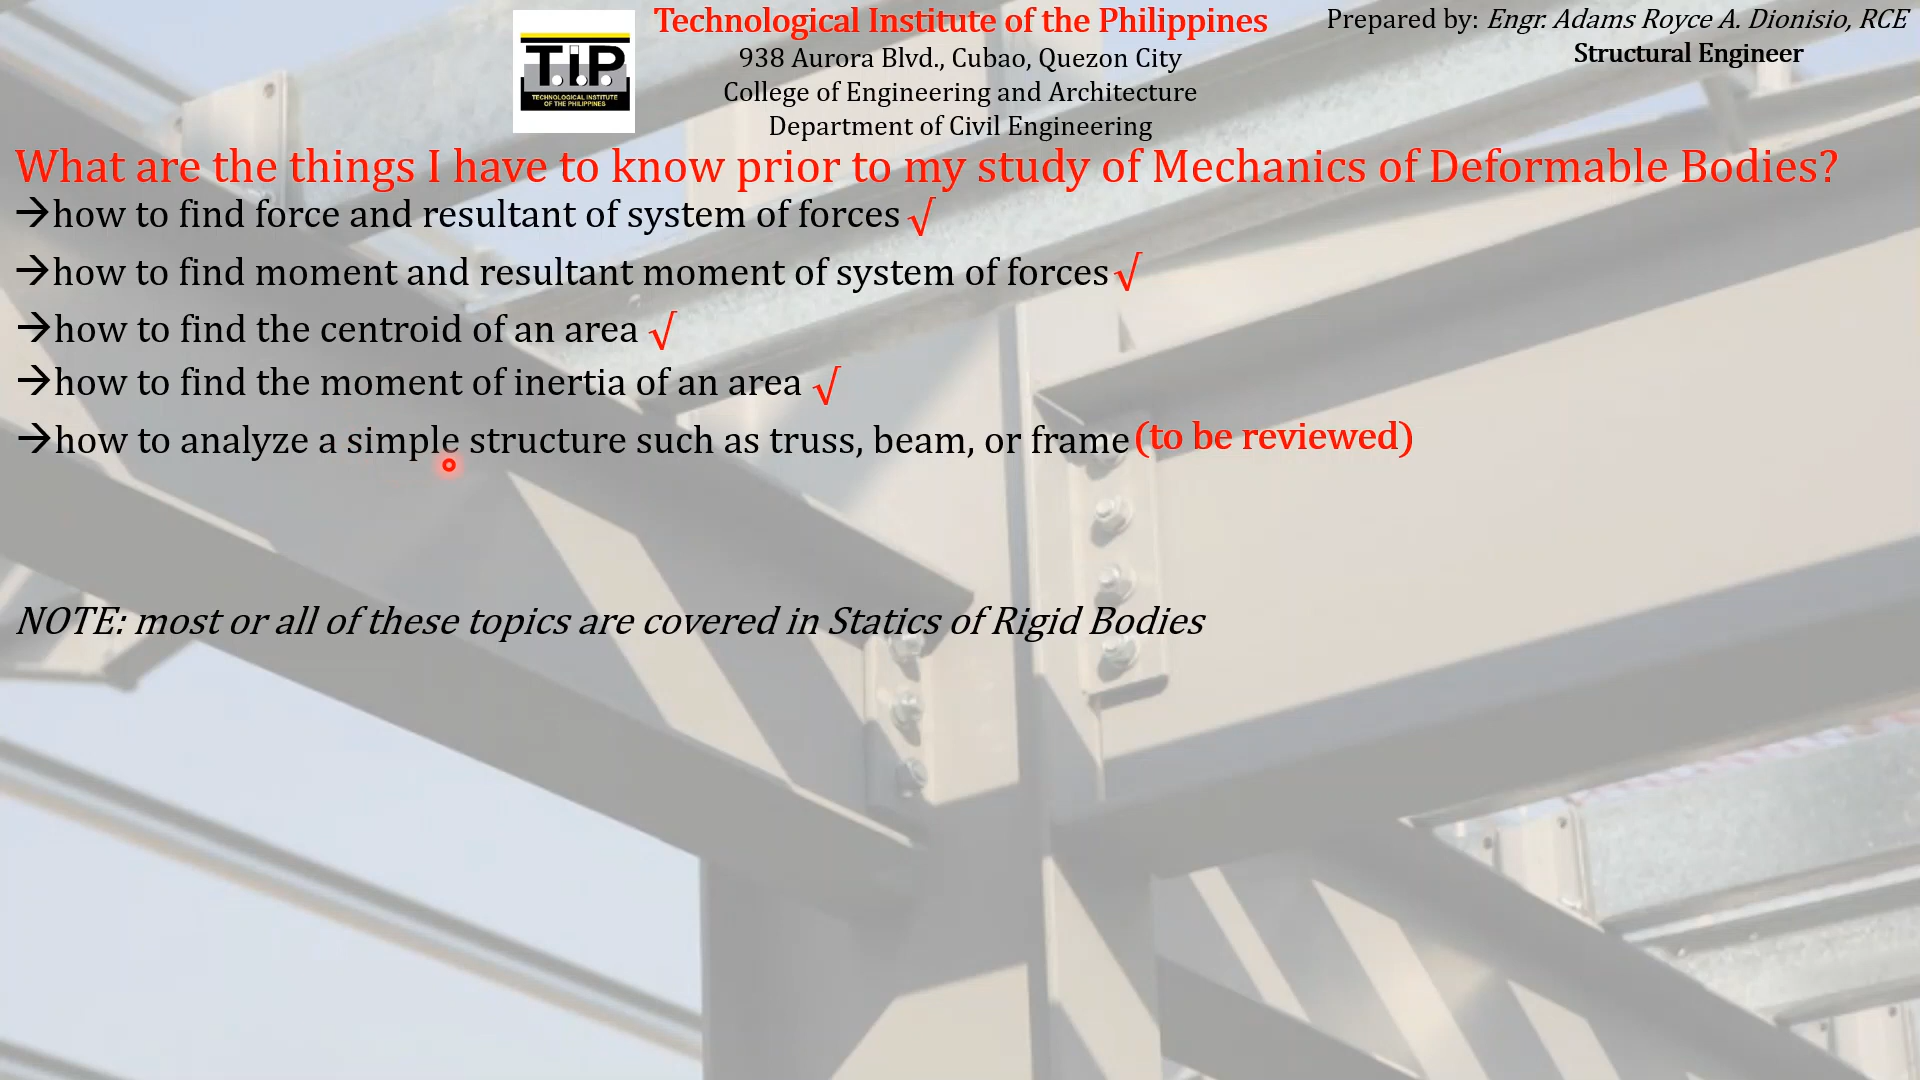 T.I.P
TECHNOLOGICAL INSTITUTE
OF THE PHILIPPINES
Technological Institute of the Philippines
938 Aurora Blvd., Cubao, Quezon City
College of Engineering and Architecture
Department of Civil Engineering
Prepared by: Engr. Adams Royce A. Dionisio, RCE
Structural Engineer
What are the things I have to know prior to my study of Mechanics of Deformable Bodies?
→how to find force and resultant of system of forces √
→how to find moment and resultant moment of system of forces √
→how to find the centroid of an area √
→how to find the moment of inertia of an area √
→how to analyze a simple structure such as truss, beam, or frame (to be reviewed)
NOTE: most or all of these topics are covered in Statics of Rigid Bodies